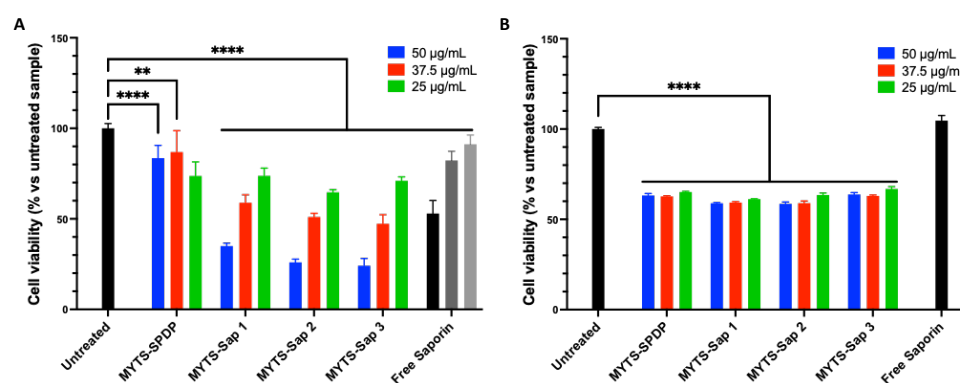 A
Cell viability (% vs untreated sample)
150
100
50
0
****
**
****
50 µg/mL
37.5 µg/mL
25 µg/mL
Untreated
MYTS-SPDP
MYTS-Sap 1
MYTS-Sap 2
MYTS-Sap 3
Free Saporin
B
Cell viability (% vs untreated sample)
150
100
50
0
****
50 µg/mL
37.5 µg/m
25 µg/mL
Untreated
MYTS-SPDP
MYTS-Sap 1
MYTS-Sap 2
MYTS-Sap 3
Free Saporin